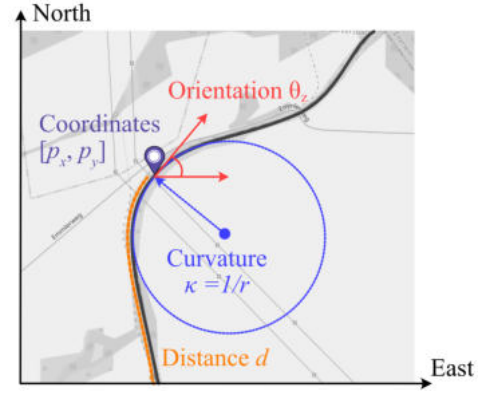 North
Orientation θz
Coordinates
[px, py]
Curvature
κ =1/r
Distance d
East